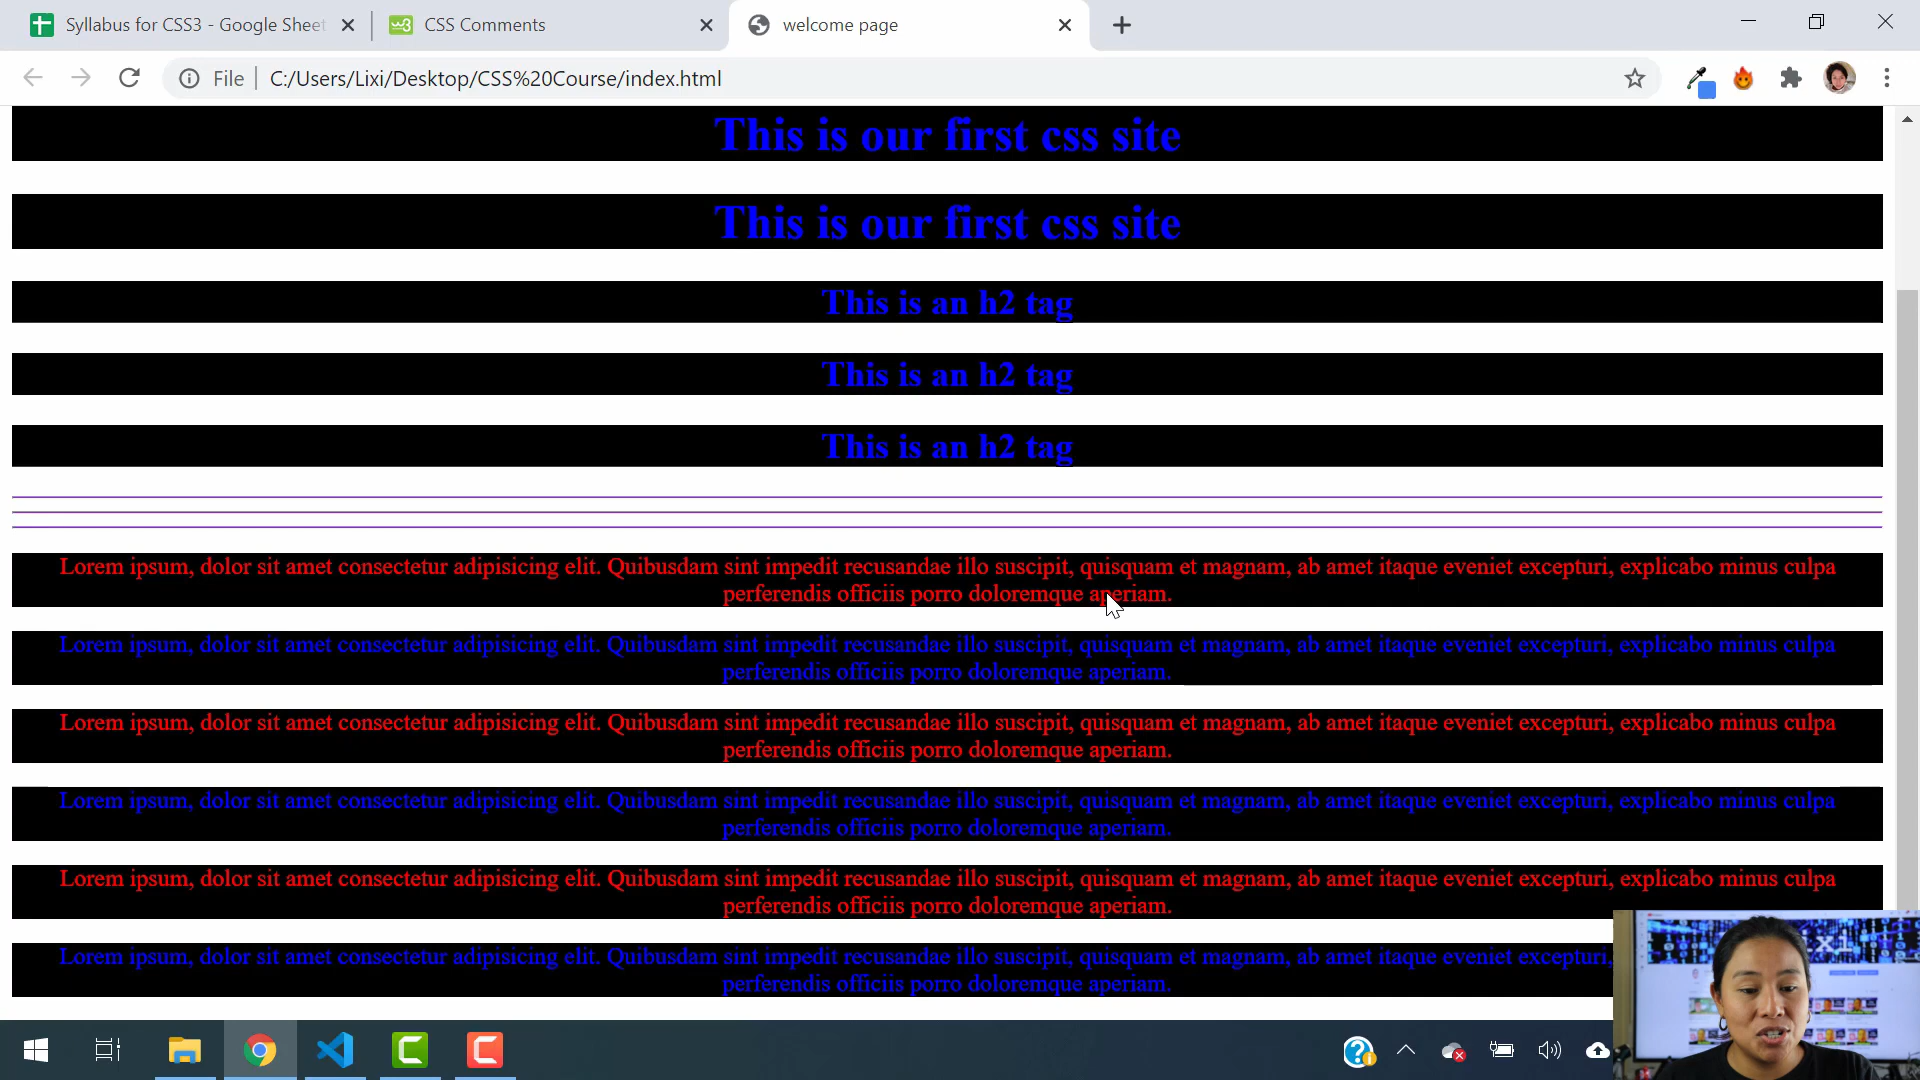 Syllabus for CSS3 - Google Sheet
CSS Comments
welcome page
File
C:/Users/Lixi/Desktop/CSS%20Course/index.html
This is our first css site
This is our first css site
This is an h2 tag
This is an h2 tag
This is an h2 tag
Lorem ipsum, dolor sit amet consectetur adipisicing elit. Quibusdam sint impedit recusandae illo suscipit, quisquam et magnam, ab amet itaque eveniet excepturi, explicabo minus culpa
perferendis officiis porro doloremque aperiam.
Lorem ipsum, dolor sit amet consectetur adipisicing elit. Quibusdam sint impedit recusandae illo suscipit, quisquam et magnam, ab amet itaque eveniet excepturi, explicabo minus culpa
perferendis officiis porro doloremque aperiam.
Lorem ipsum, dolor sit amet consectetur adipisicing elit. Quibusdam sint impedit recusandae illo suscipit, quisquam et magnam, ab amet itaque eveniet excepturi, explicabo minus culpa
perferendis officiis porro doloremque aperiam.
Lorem ipsum, dolor sit amet consectetur adipisicing elit. Quibusdam sint impedit recusandae illo suscipit, quisquam et magnam, ab amet itaque eveniet excepturi, explicabo minus culpa
perferendis officiis porro doloremque aperiam.
Lorem ipsum, dolor sit amet consectetur adipisicing elit. Quibusdam sint impedit recusandae illo suscipit, quisquam et magnam, ab amet itaque eveniet excepturi, explicabo minus culpa
perferendis officiis porro doloremque aperiam.
Lorem ipsum, dolor sit amet consectetur adipisicing elit. Quibusdam sint impedit recusandae illo suscipit, quisquam et magnam, ab amet itaque eveniet excepturi,
perferendis officiis porro doloremque aperiam.